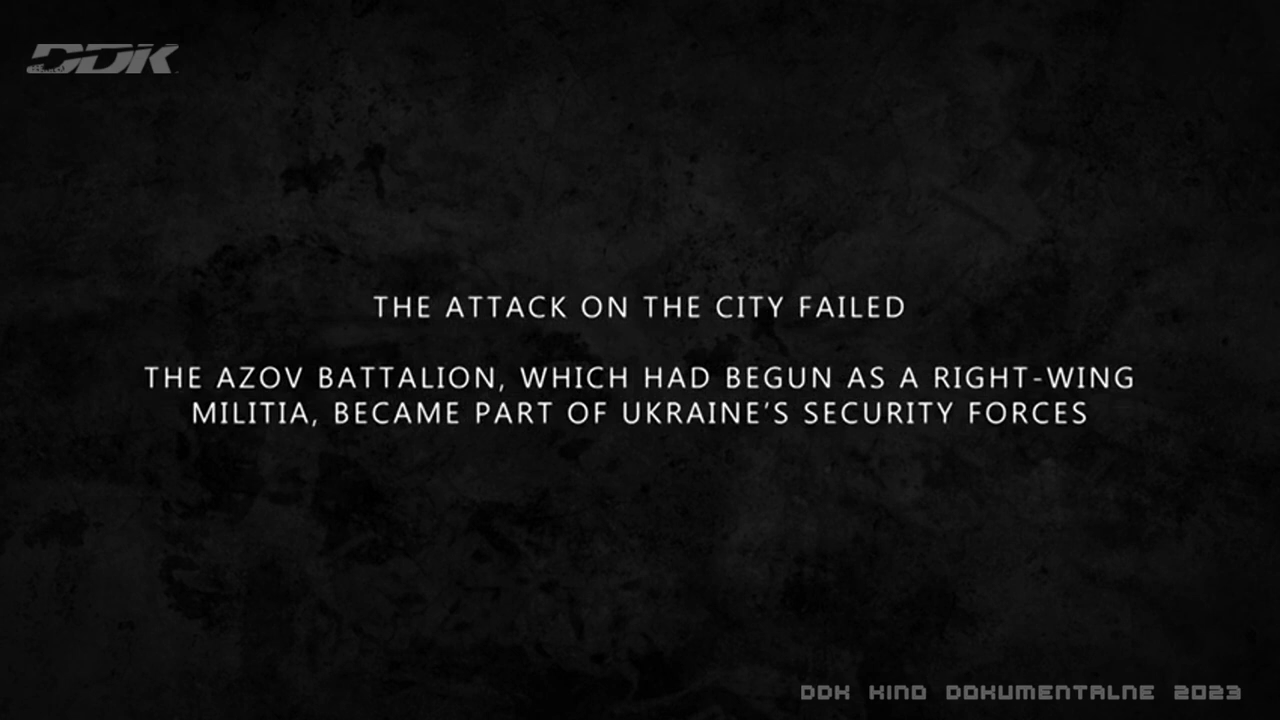 DDK
THE ATTACK ON THE CITY FAILED
THE AZOV BATTALION, WHICH HAD BEGUN AS A RIGHT-WING
MILITIA, BECAME PART OF UKRAINE'S SECURITY FORCES
DDK KINO DOKUMENTALNE 2023